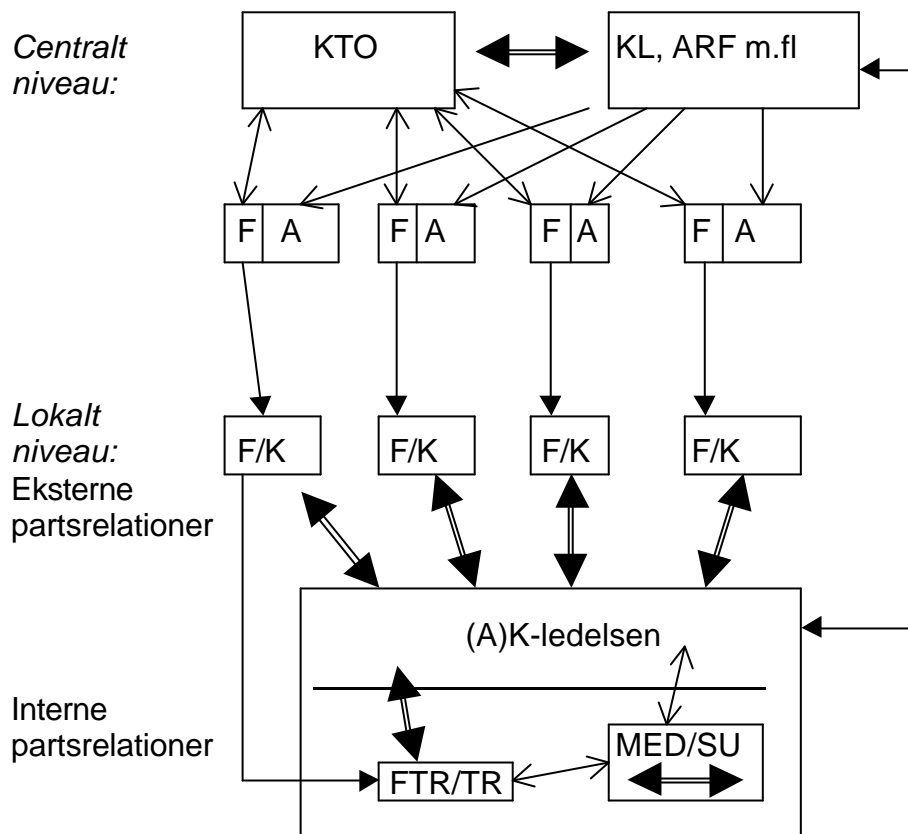 Centralt
niveau:
KTO
KL, ARF m.fl
F A
F A
F A
F A
Lokalt
niveau:
Eksterne
partsrelationer
F/K
F/K
F/K
F/K
(A)K-ledelsen
Interne
partsrelationer
MED/SU
FTR/TR